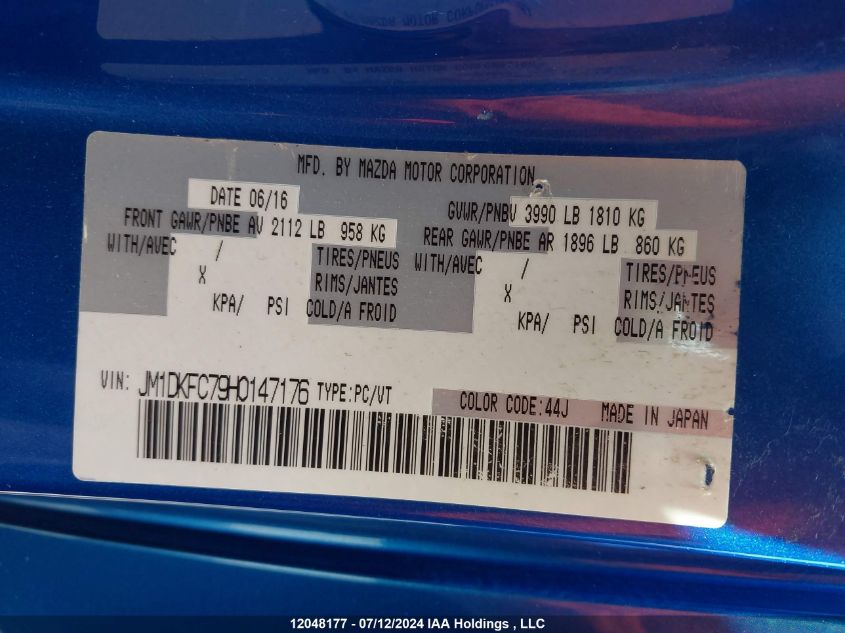 MFD. BY MAZDA MOTOR CORPORATION
DATE 06/16 GVWR/PNBV 3990 LB 1810 KG
FRONT GAWR/PNBE AV 2112 LB 958 KG REAR GAWR/PNBE AR 1896 LB 860 KG
WITH/AVEC / TIRES/PNEUS WITH/AVEC / TIRES/PNEUS
X RIMS/JANTES X RIMS/JANTES
KPA/ PSI COLD/A FROID KPA/ PSI COLD/A FROID
VIN: JM1DKFC79H0147176 TYPE:PC/VT COLOR CODE:44J MADE IN JAPAN
12048177 - 07/12/2024 IAA Holdings , LLC